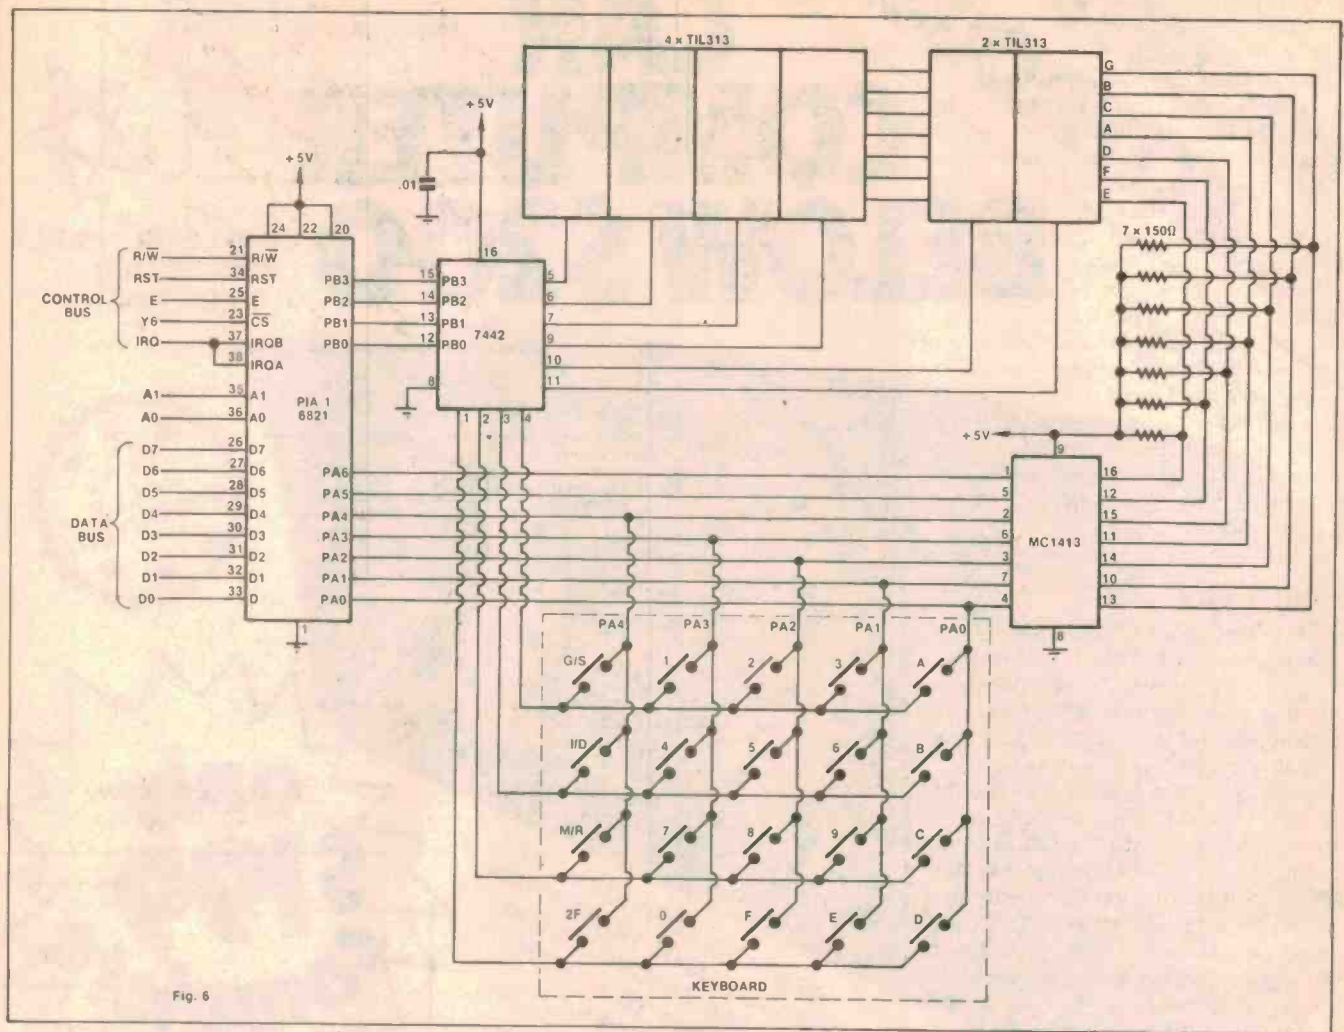 4 × TIL313
2 × TIL313
G
B
C
A
D
F
E
+5V
.01
+5V
24 22 20
7 × 150Ω
16
CONTROL
BUS
R/W̅ 21 R/W̅ PB3 15 PB3 5
RST 34 RST PB2 14 PB2 6
E 25 E PB1 13 PB1 7
Y6 23 C̅S̅ PB0 12 PB0 9
IRQ 37 IRQB
38 IRQA
7442
10
8 11
A1 35 A1
A0 36 A0
PIA 1
6821
1 2 3 4
+5V
9
DATA
BUS
D7 26 D7
D6 27 D6 PA6 1 16
D5 28 D5 PA5 5 12
D4 29 D4 PA4 2 15
D3 30 D3 PA3 6 11
D2 31 D2 PA2 3 14
D1 32 D1 PA1 7 10
D0 33 D PA0 4 13
MC1413
1
8
PA4 PA3 PA2 PA1 PA0
G/S 1 2 3 A
I/D 4 5 6 B
M/R 7 8 9 C
2F 0 F E D
KEYBOARD
Fig. 6